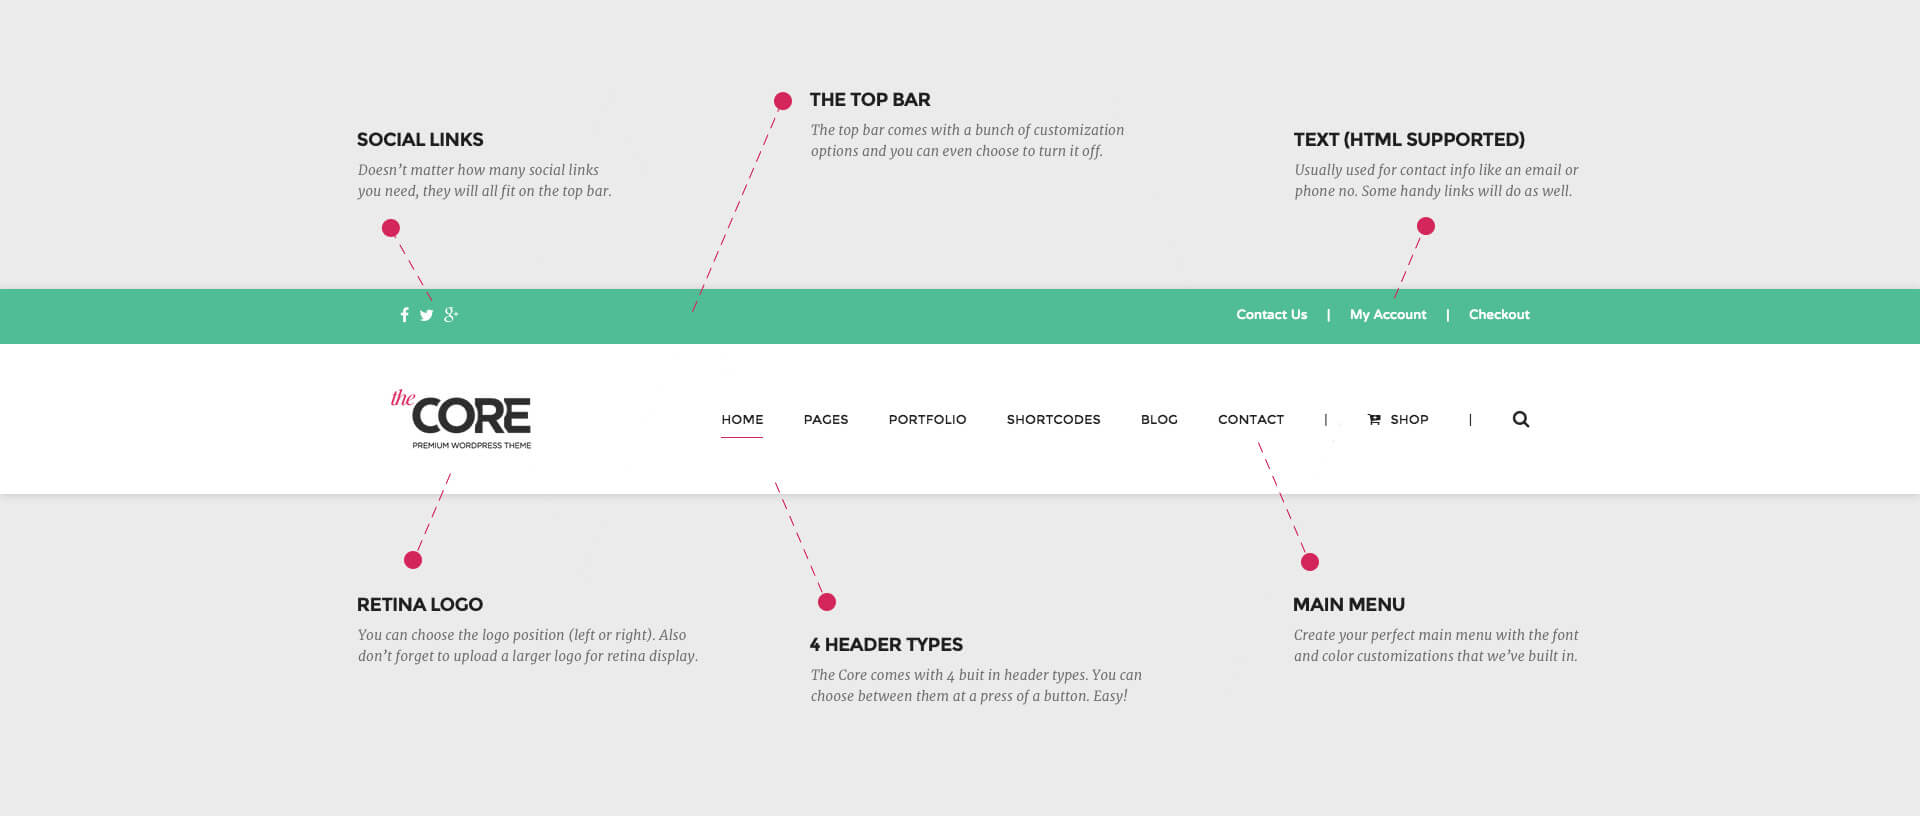 THE TOP BAR
The top bar comes with a bunch of customization
options and you can even choose to turn it off.
SOCIAL LINKS
Doesn’t matter how many social links
you need, they will all fit on the top bar.
TEXT (HTML SUPPORTED)
Usually used for contact info like an email or
phone no. Some handy links will do as well.
Contact Us | My Account | Checkout
the
CORE
PREMIUM WORDPRESS THEME
HOME PAGES PORTFOLIO SHORTCODES BLOG CONTACT | SHOP |
RETINA LOGO
You can choose the logo position (left or right). Also
don’t forget to upload a larger logo for retina display.
4 HEADER TYPES
The Core comes with 4 buit in header types. You can
choose between them at a press of a button. Easy!
MAIN MENU
Create your perfect main menu with the font
and color customizations that we’ve built in.